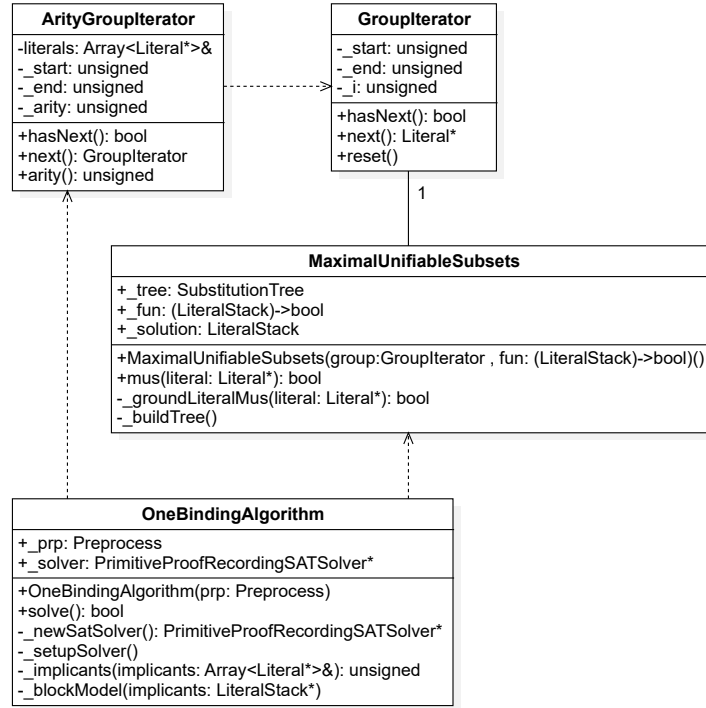 ArityGroupIterator
-literals: Array<Literal*>&
-_start: unsigned
-_end: unsigned
-_arity: unsigned
+hasNext(): bool
+next(): GroupIterator
+arity(): unsigned
GroupIterator
-_start: unsigned
-_end: unsigned
-_i: unsigned
+hasNext(): bool
+next(): Literal*
+reset()
1
MaximalUnifiableSubsets
+_tree: SubstitutionTree
+_fun: (LiteralStack)->bool
+_solution: LiteralStack
+MaximalUnifiableSubsets(group:GroupIterator , fun: (LiteralStack)->bool)()
+mus(literal: Literal*): bool
-_groundLiteralMus(literal: Literal*): bool
-_buildTree()
OneBindingAlgorithm
+_prp: Preprocess
+_solver: PrimitiveProofRecordingSATSolver*
+OneBindingAlgorithm(prp: Preprocess)
+solve(): bool
-_newSatSolver(): PrimitiveProofRecordingSATSolver*
-_setupSolver()
-_implicants(implicants: Array<Literal*>&): unsigned
-_blockModel(implicants: LiteralStack*)